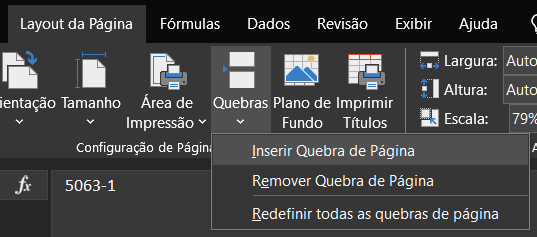 Layout da Página Fórmulas Dados Revisão Exibir Ajuda
ientação Tamanho Área de Impressão Quebras Plano de Fundo Imprimir Títulos
Largura: Auto
Altura: Auto
Escala: 79%
Configuração de Página
Inserir Quebra de Página
Remover Quebra de Página
Redefinir todas as quebras de página
fx 5063-1